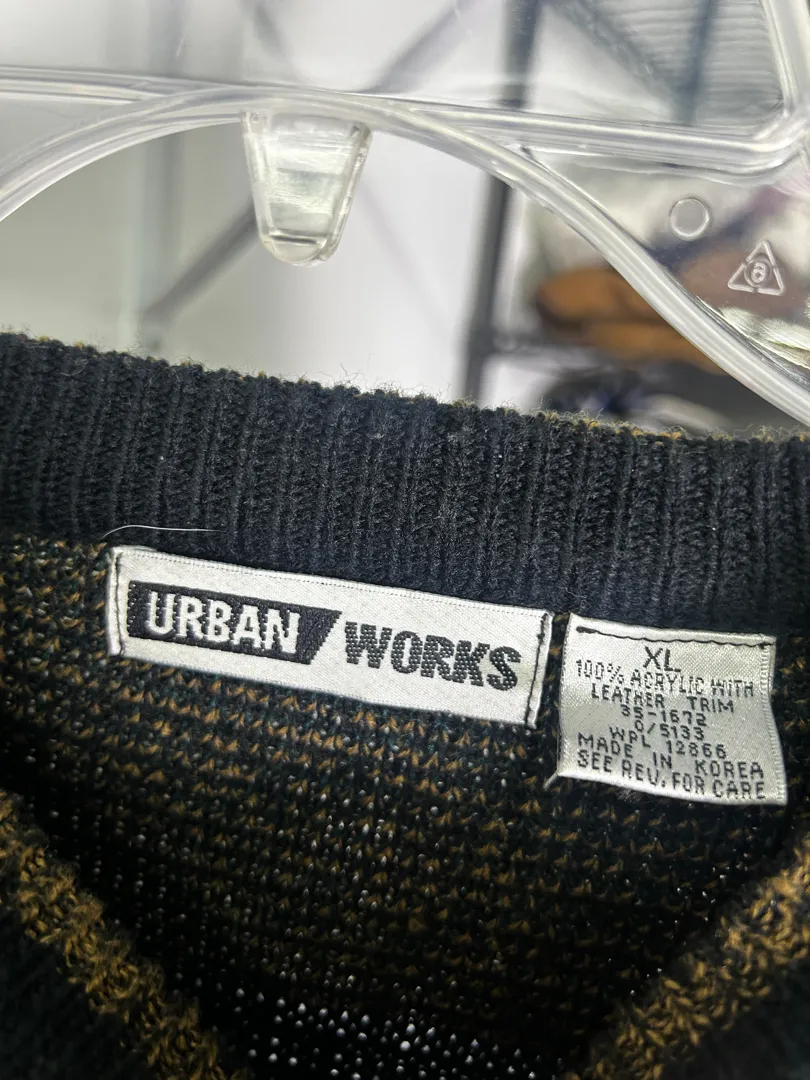 6
URBAN WORKS
XL
100% ACRYLIC WITH
LEATHER TRIM
35-1672
0/5133
WPL 12866
MADE IN KOREA
SEE REV. FOR CARE